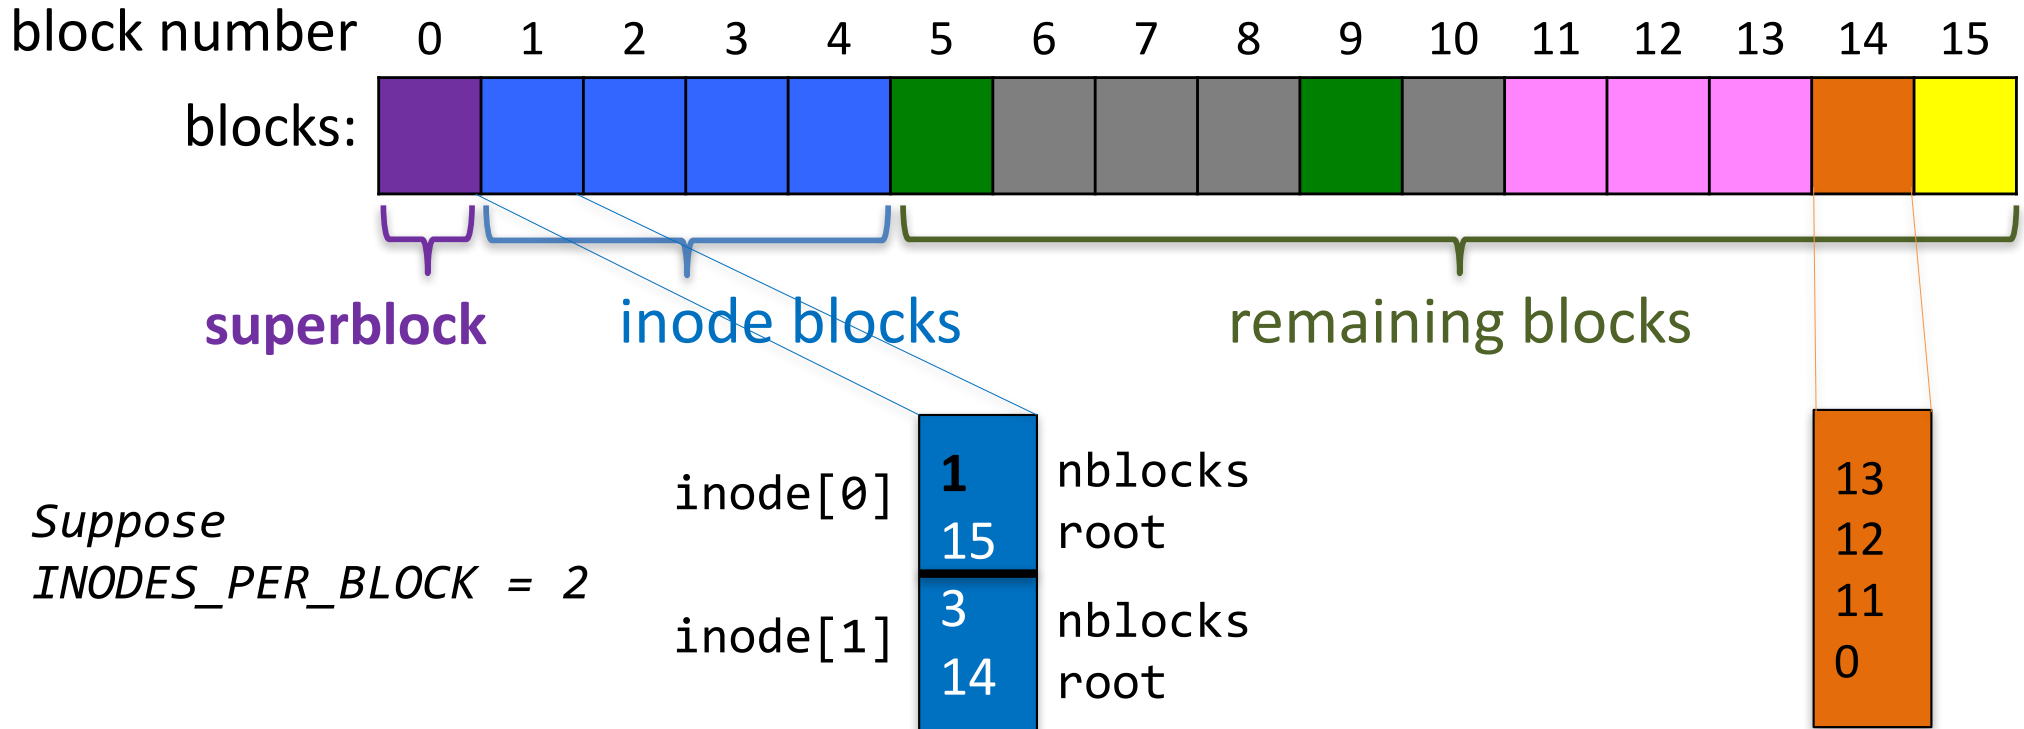 block number 0 1 2 3 4 5 6 7 8 9 10 11 12 13 14 15
blocks:
superblock inode blocks remaining blocks
inode[0] 1 nblocks
15 root
inode[1] 3 nblocks
14 root
Suppose
INODES_PER_BLOCK = 2
13
12
11
0